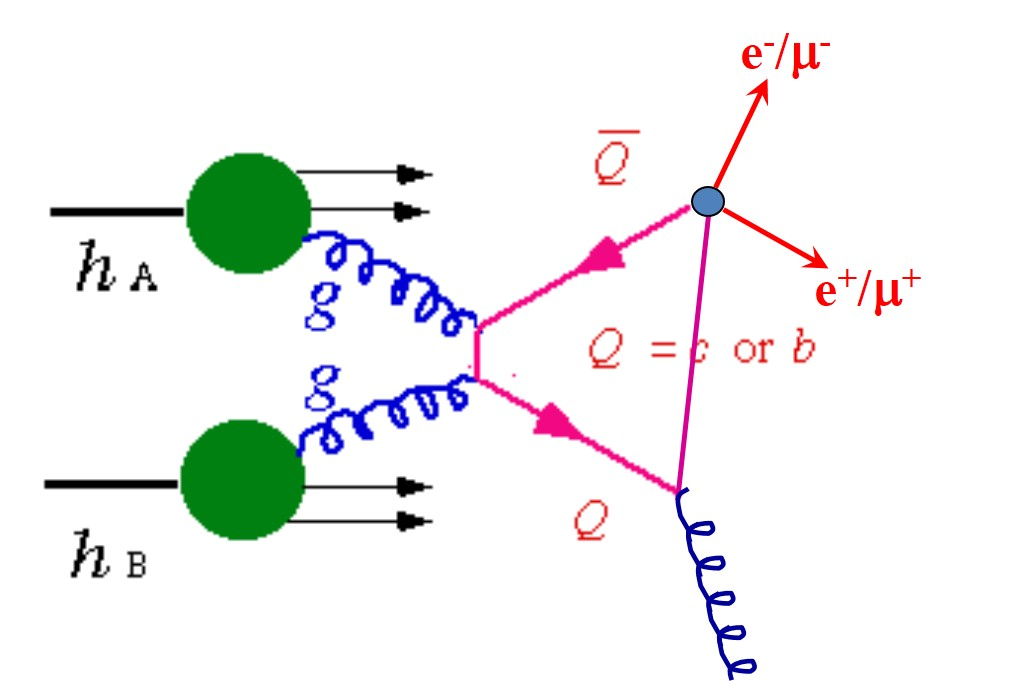 e⁻/μ⁻
Q̅
h A
g
e⁺/μ⁺
Q = c or b
g
Q
h B